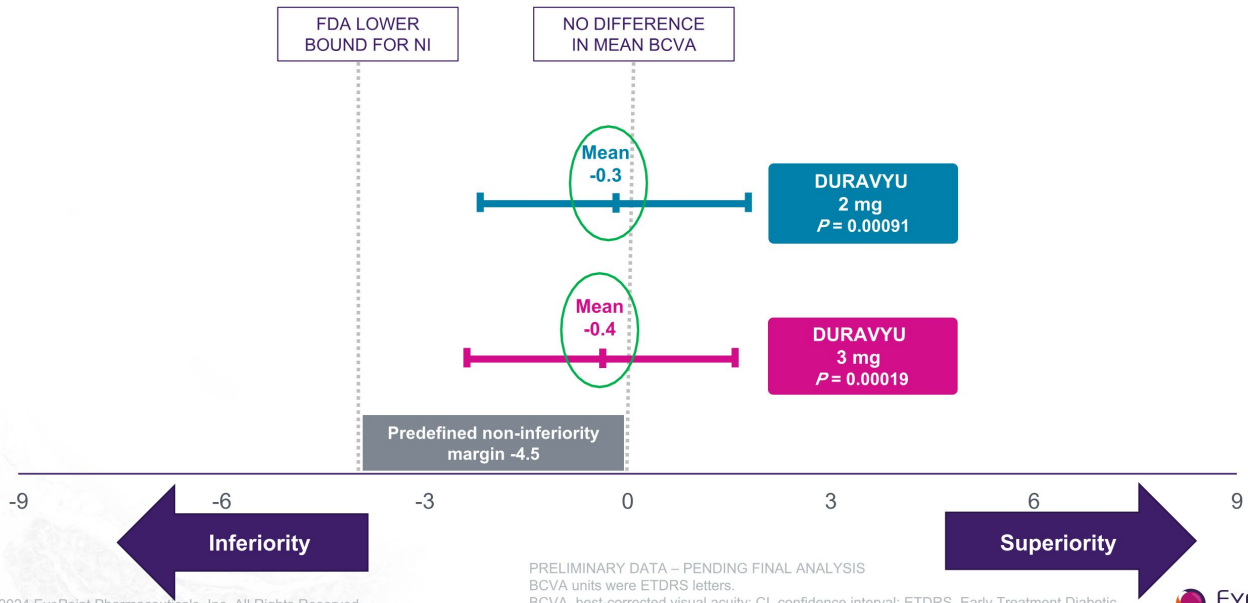 FDA LOWER
BOUND FOR NI
NO DIFFERENCE
IN MEAN BCVA
Mean
-0.3
DURAVYU
2 mg
P = 0.00091
Mean
-0.4
DURAVYU
3 mg
P = 0.00019
Predefined non-inferiority
margin -4.5
-9 -6 -3 0 3 6 9
Inferiority
Superiority
PRELIMINARY DATA – PENDING FINAL ANALYSIS
BCVA units were ETDRS letters.